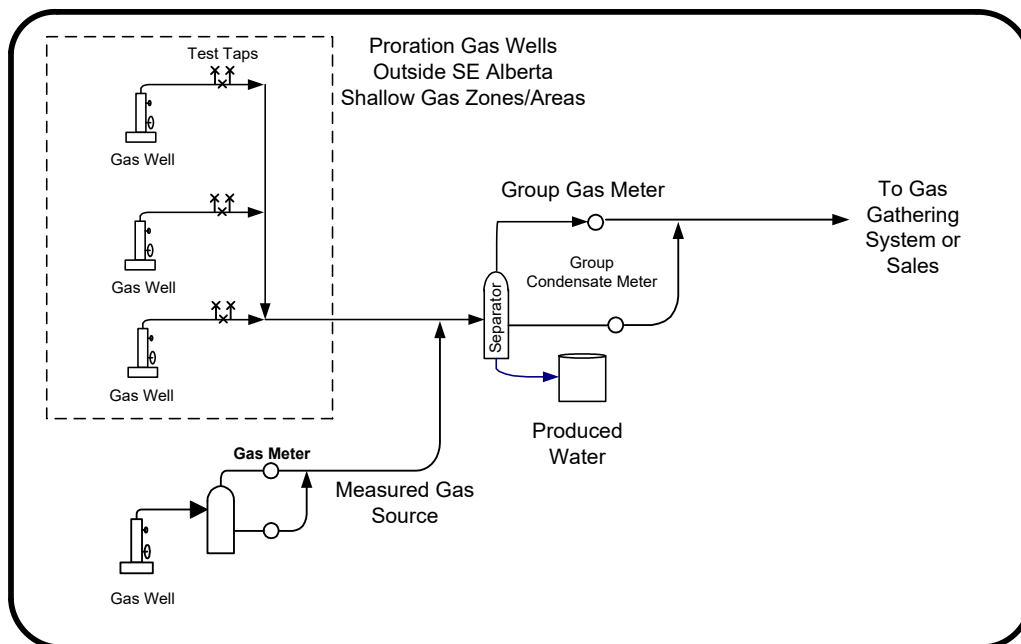 Test Taps
Proration Gas Wells
Outside SE Alberta
Shallow Gas Zones/Areas
Gas Well
Gas Well
Gas Well
Group Gas Meter
To Gas
Gathering
System or
Sales
Group
Condensate Meter
Separator
Produced
Water
Gas Meter
Measured Gas
Source
Gas Well